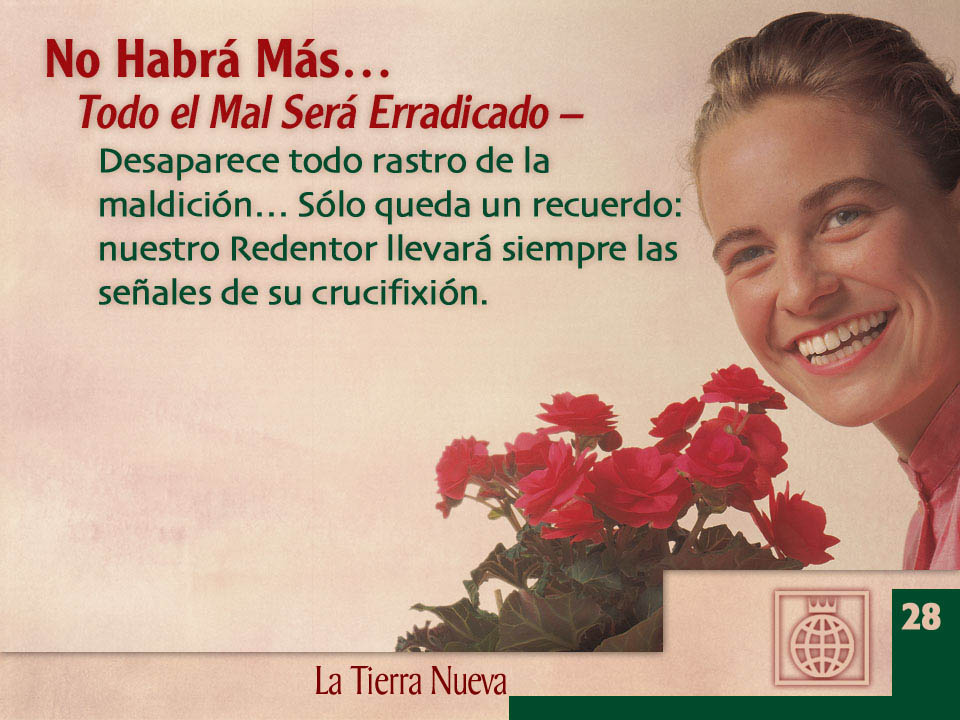 No Habrá Más…
Todo el Mal Será Erradicado –
Desaparece todo rastro de la
maldición… Sólo queda un recuerdo:
nuestro Redentor llevará siempre las
señales de su crucifixión.
28
La Tierra Nueva